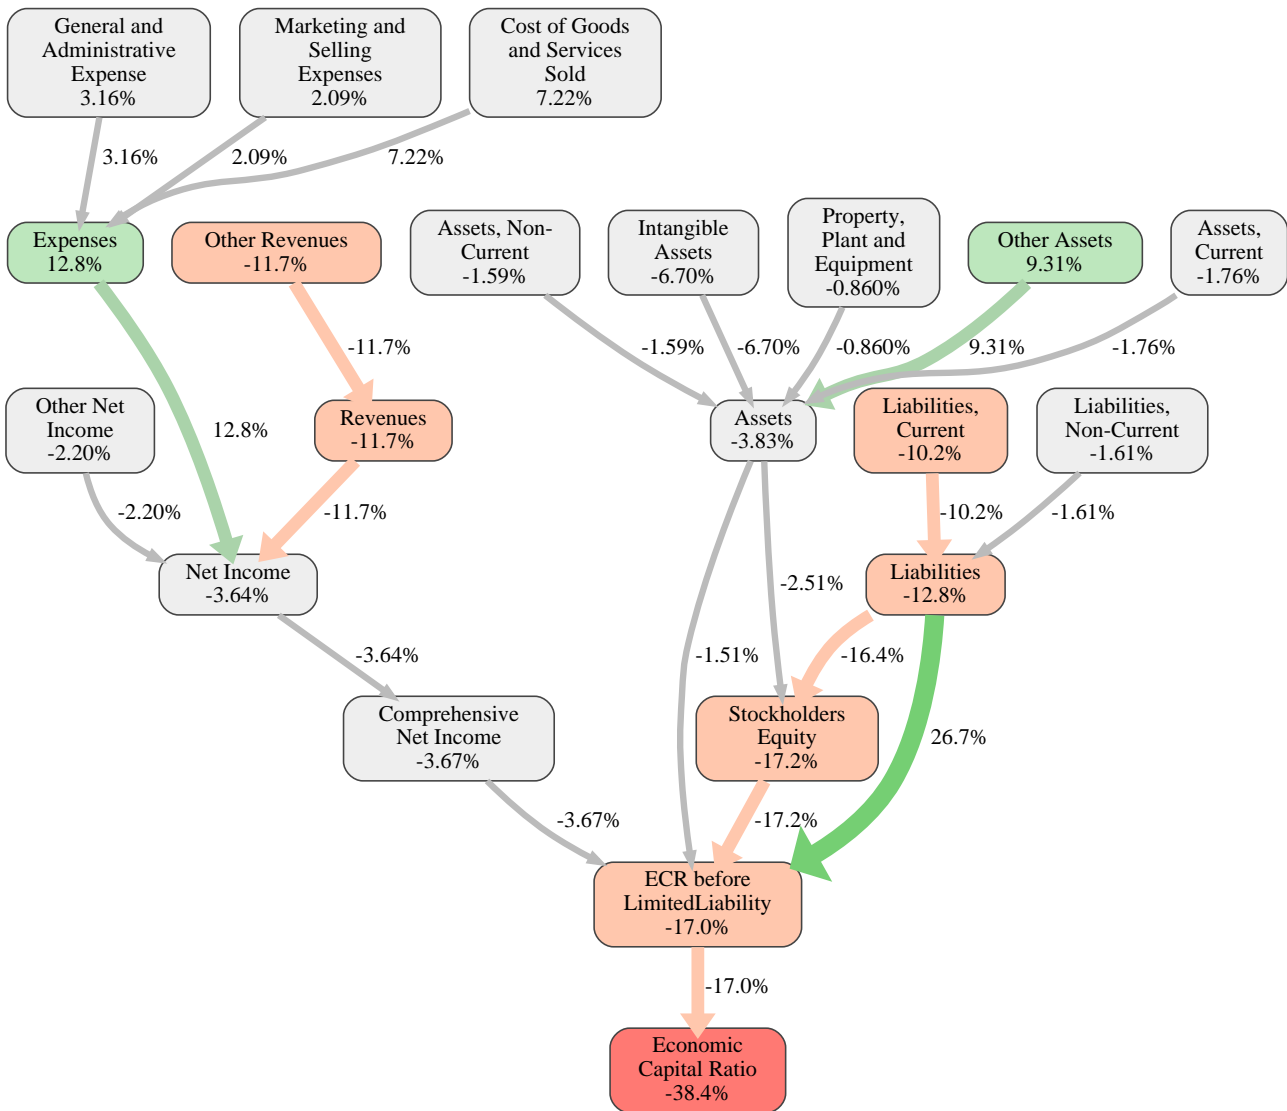 General and
Administrative
Expense
3.16%
Marketing and
Selling
Expenses
2.09%
Cost of Goods
and Services
Sold
7.22%
3.16%
2.09%
7.22%
Expenses
12.8%
Other Revenues
-11.7%
Assets, Non-
Current
-1.59%
Intangible
Assets
-6.70%
Property,
Plant and
Equipment
-0.860%
Other Assets
9.31%
Assets,
Current
-1.76%
-11.7%
-1.59%
-6.70%
-0.860%
9.31%
-1.76%
Other Net
Income
-2.20%
12.8%
Revenues
-11.7%
Assets
-3.83%
Liabilities,
Current
-10.2%
Liabilities,
Non-Current
-1.61%
-2.20%
-11.7%
-10.2%
-1.61%
Net Income
-3.64%
-2.51%
Liabilities
-12.8%
-3.64%
-1.51%
-16.4%
Comprehensive
Net Income
-3.67%
Stockholders
Equity
-17.2%
26.7%
-3.67%
-17.2%
ECR before
LimitedLiability
-17.0%
-17.0%
Economic
Capital Ratio
-38.4%